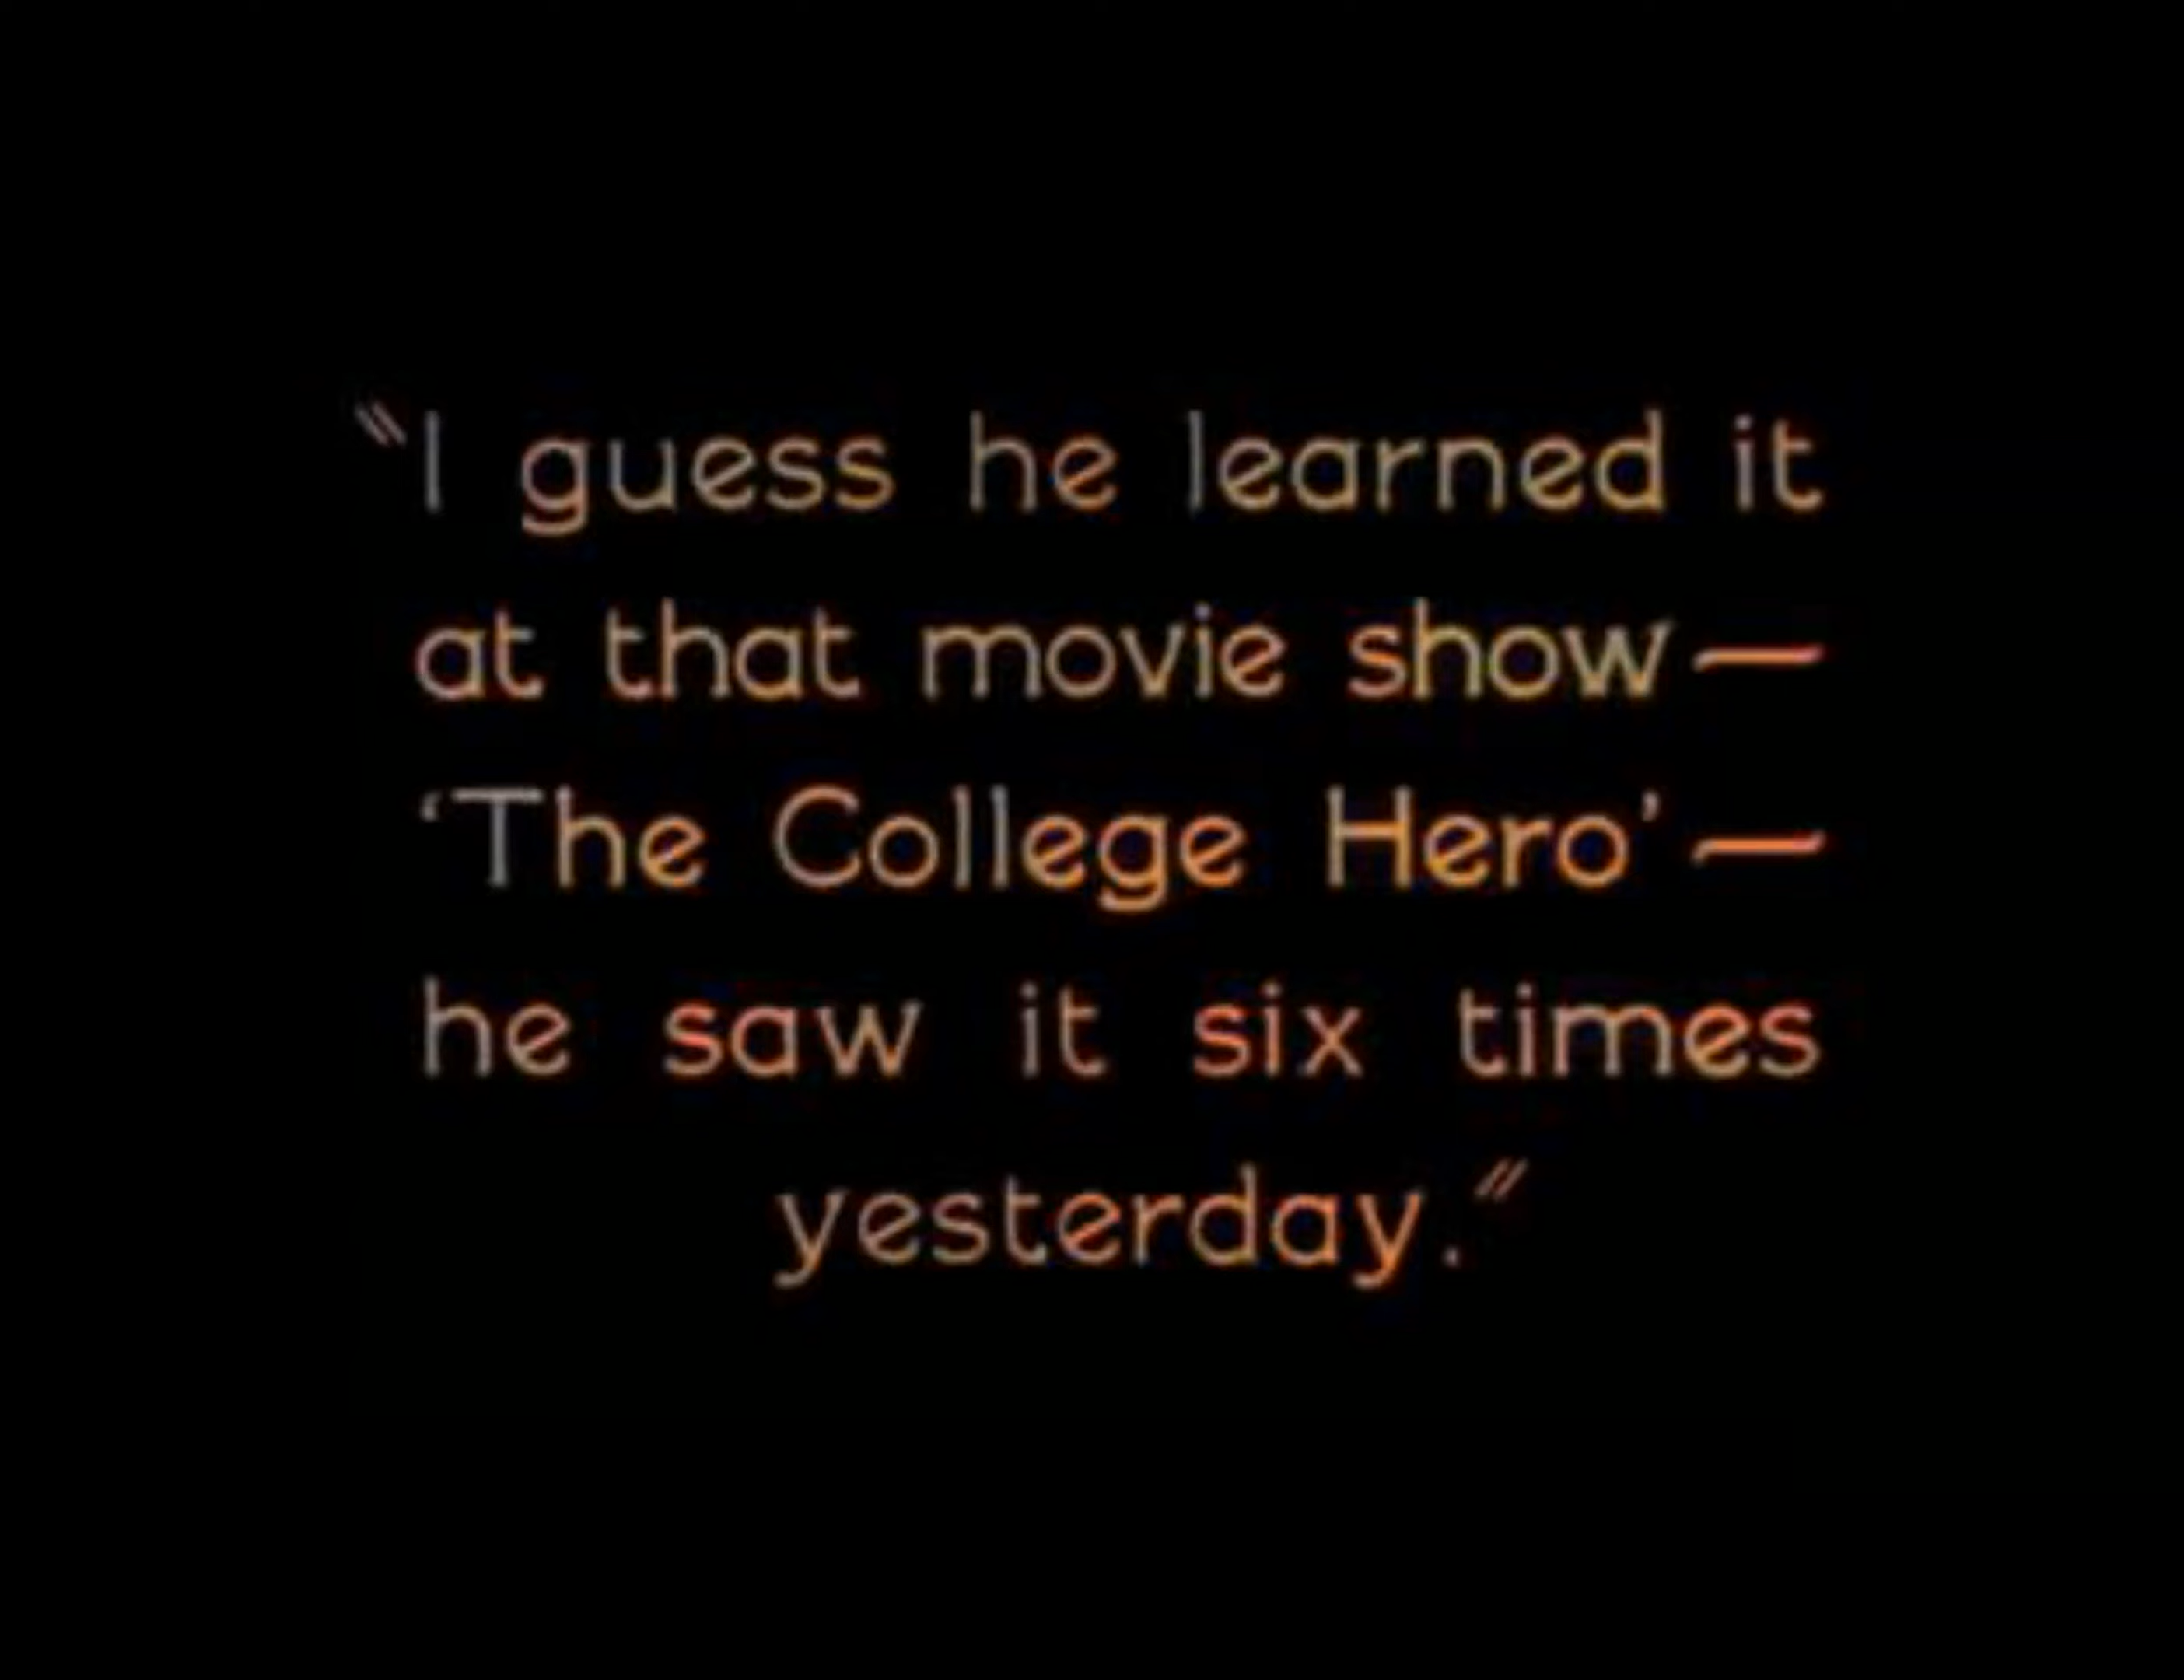 “I guess he learned it
at that movie show—
‘The College Hero’—
he saw it six times
yesterday.”